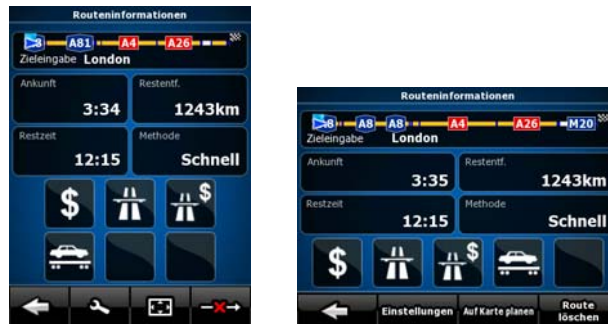 Routeninformationen
8 A81 A4 A26
Zieleingabe London
Ankunft Restentf.
3:34 1243km
Restzeit Methode
12:15 Schnell
$ $
Routeninformationen
8 A8 A8 A4 A26 M20
Zieleingabe London
Ankunft Restentf.
3:35 1243km
Restzeit Methode
12:15 Schnell
$ $
Einstellungen Auf Karte planen Route
löschen